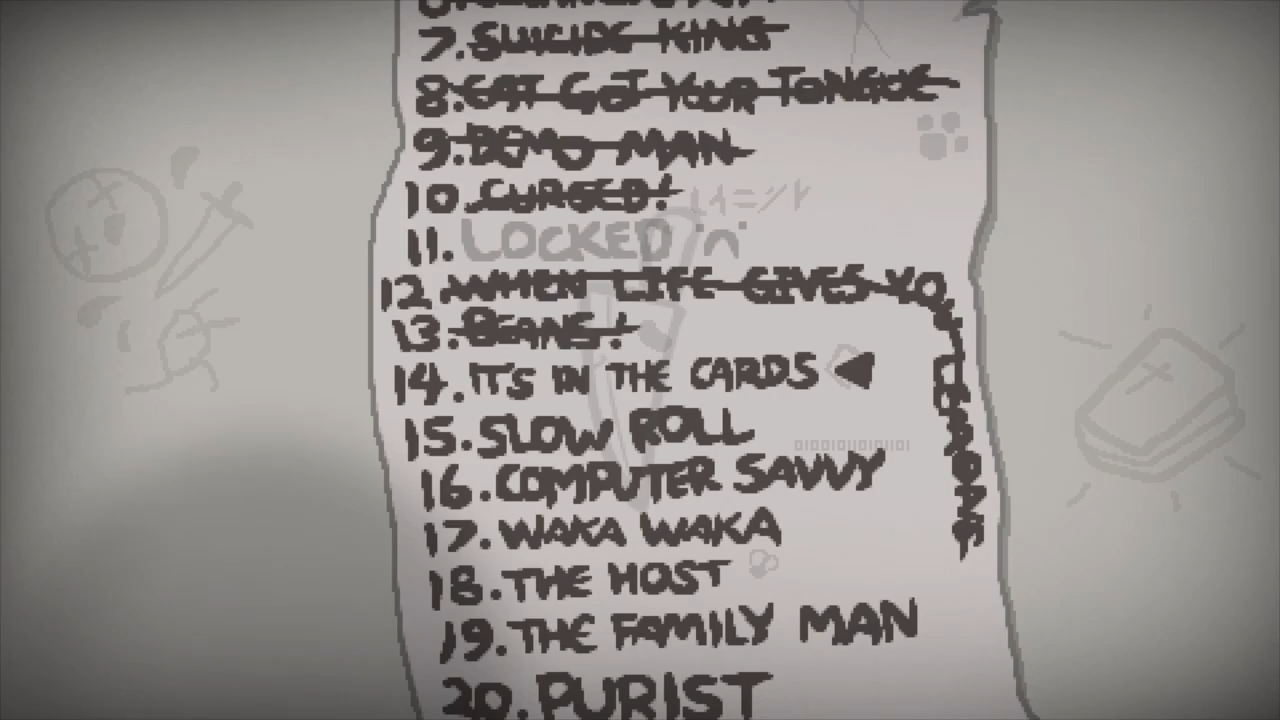 7. SUICIDE KING
8. CAT GOT YOUR TONGUE
9. DEMO MAN
10. CURSED!
11. LOCKED 'n'
12 WHEN LIFE GIVES YOU LEMONS
13. BEANS!
14. IT'S IN THE CARDS
15. SLOW ROLL
16. COMPUTER SAVVY
17. WAKA WAKA
18. THE HOST
19. THE FAMILY MAN
20. PURIST